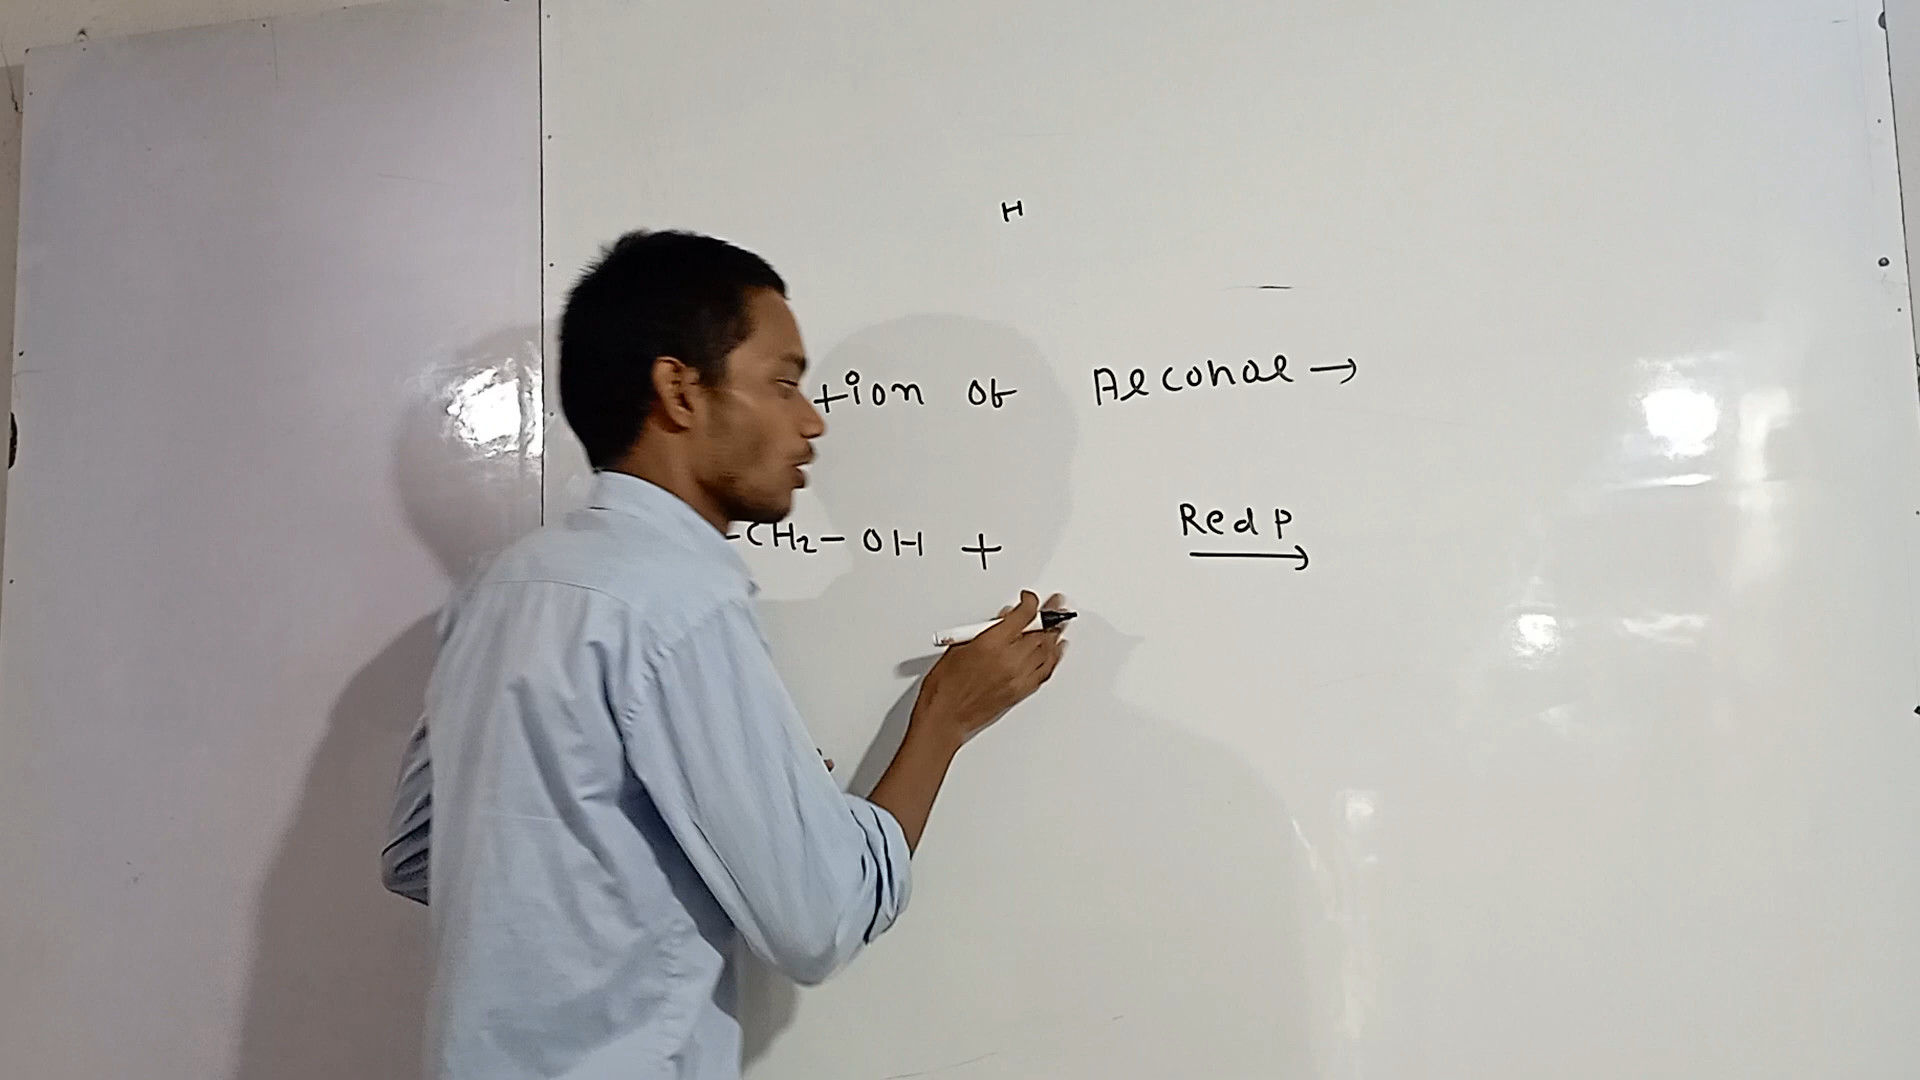 H
tion of Alcohal →
-CH₂- OH + Red P →